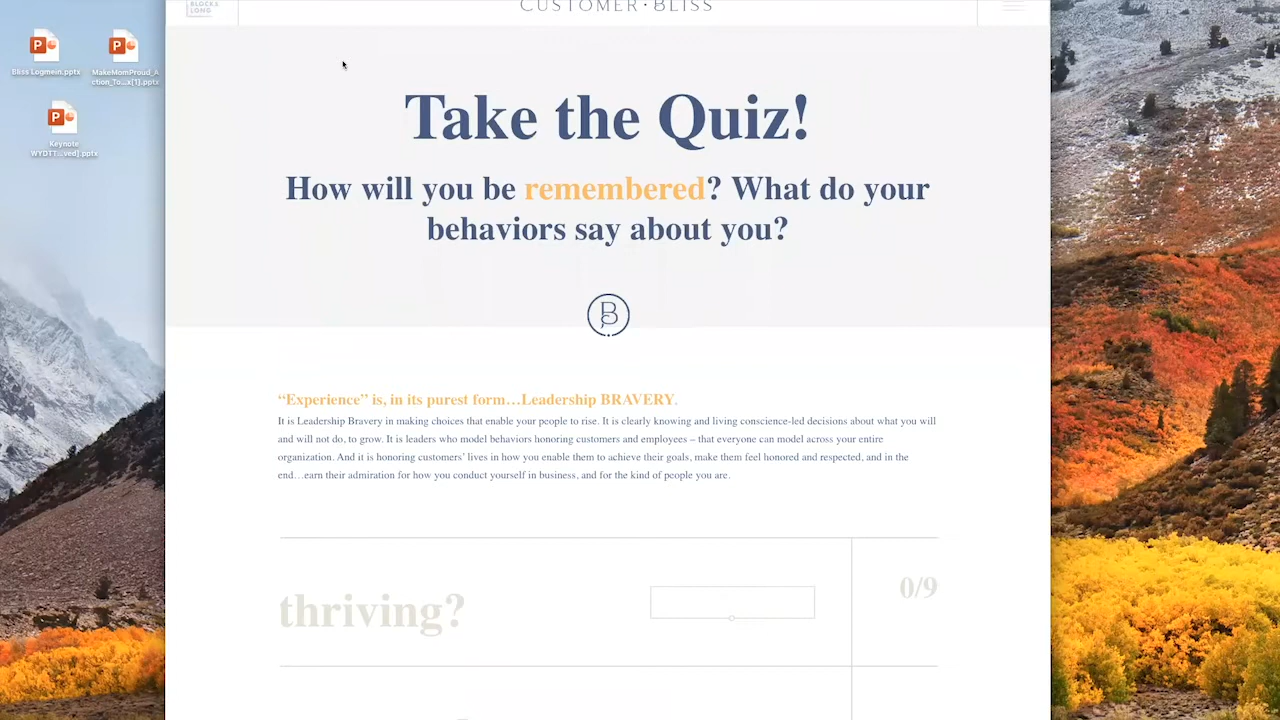 BLOCKS
LONG
CUSTOMER·BLISS
Bliss Logmein.pptx
MakeMomProud_A
ction_To...x[1].pptx
Keynote
WYDTT...ved].pptx
Take the Quiz!
How will you be remembered? What do your
behaviors say about you?
B
“Experience” is, in its purest form…Leadership BRAVERY.
It is Leadership Bravery in making choices that enable your people to rise. It is clearly knowing and living conscience-led decisions about what you will
and will not do, to grow. It is leaders who model behaviors honoring customers and employees – that everyone can model across your entire
organization. And it is honoring customers’ lives in how you enable them to achieve their goals, make them feel honored and respected, and in the
end…earn their admiration for how you conduct yourself in business, and for the kind of people you are.
thriving?
0/9